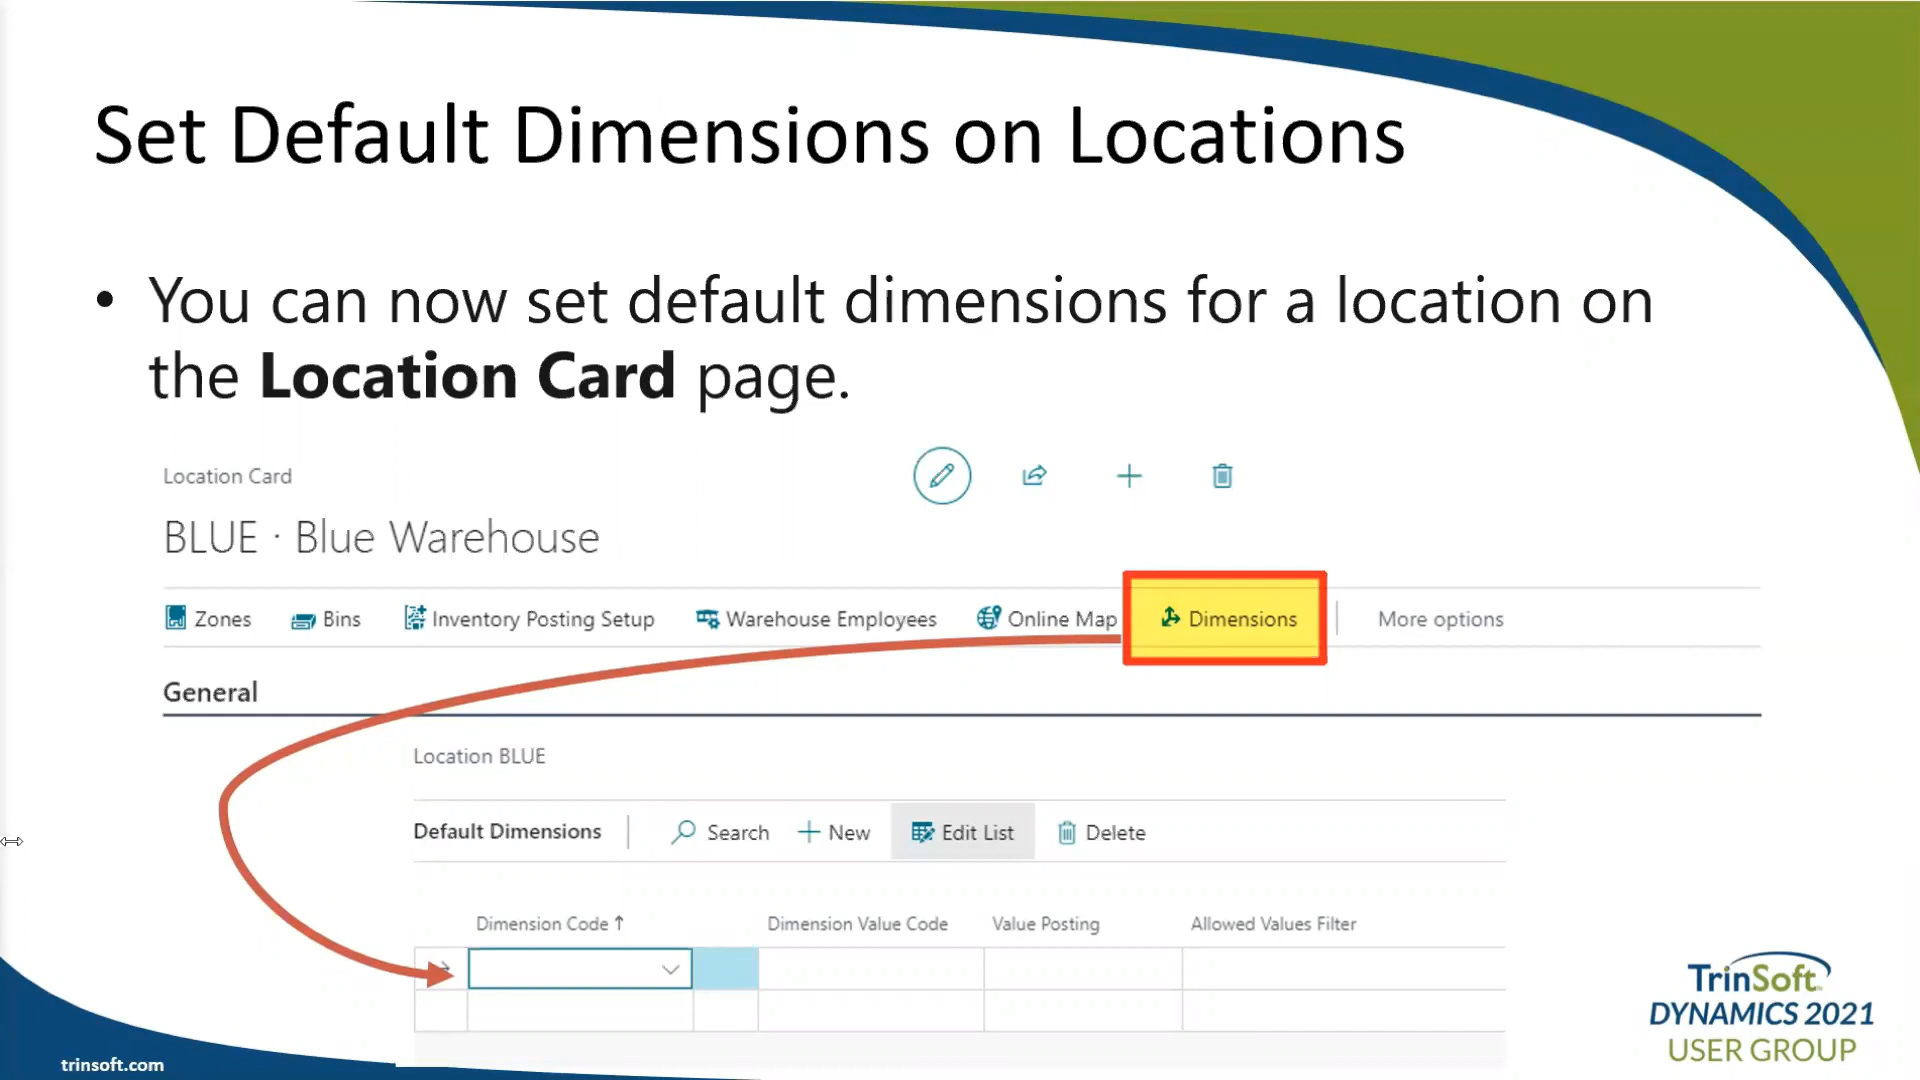 Set Default Dimensions on Locations
• You can now set default dimensions for a location on
the Location Card page.
Location Card
BLUE · Blue Warehouse
Zones Bins Inventory Posting Setup Warehouse Employees Online Map Dimensions More options
General
Location BLUE
Default Dimensions Search New Edit List Delete
Dimension Code ↑ Dimension Value Code Value Posting Allowed Values Filter
TrinSoft
DYNAMICS 2021
USER GROUP
trinsoft.com